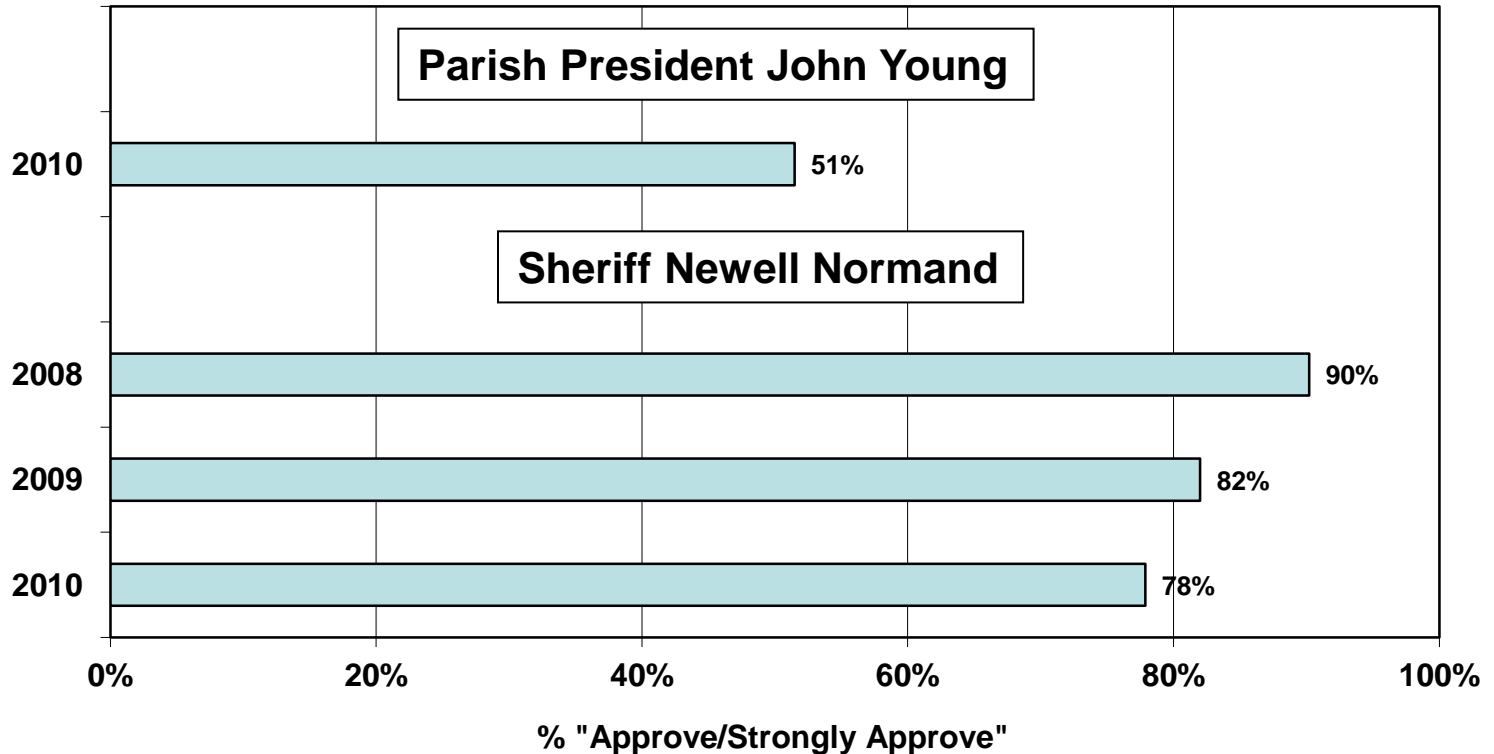 Parish President John Young
2010 51%
Sheriff Newell Normand
2008 90%
2009 82%
2010 78%
0% 20% 40% 60% 80% 100%
% "Approve/Strongly Approve"